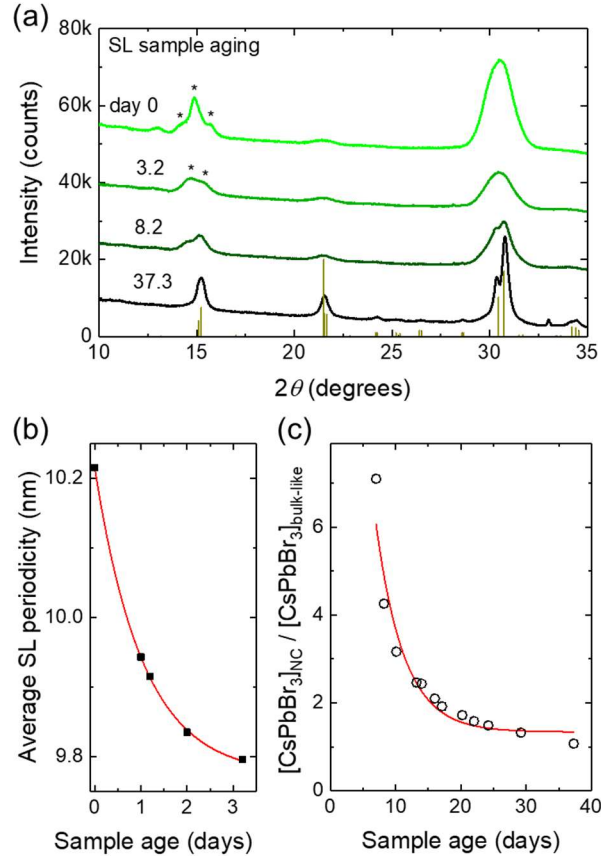 (a)
SL sample aging
day 0
3.2
8.2
37.3
* * *
* *
80k
60k
40k
20k
0
Intensity (counts)
10 15 20 25 30 35
2θ (degrees)
(b)
10.2
10.0
9.8
Average SL periodicity (nm)
0 1 2 3
Sample age (days)
(c)
6
4
2
0
[CsPbBr3]NC / [CsPbBr3]bulk-like
0 10 20 30 40
Sample age (days)